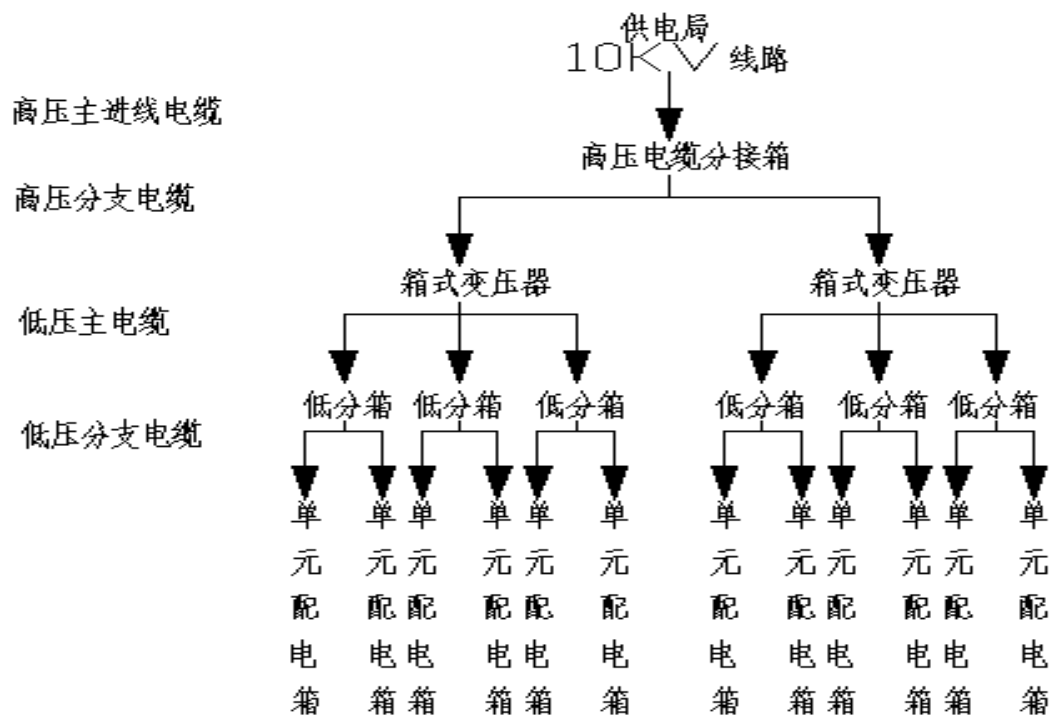 供电局
10KV 线路
高压主进线电缆
高压电缆分接箱
高压分支电缆
箱式变压器 箱式变压器
低压主电缆
低分箱 低分箱 低分箱 低分箱 低分箱 低分箱
低压分支电缆
单元配电箱 单元配电箱 单元配电箱 单元配电箱 单元配电箱 单元配电箱 单元配电箱 单元配电箱 单元配电箱 单元配电箱 单元配电箱 单元配电箱